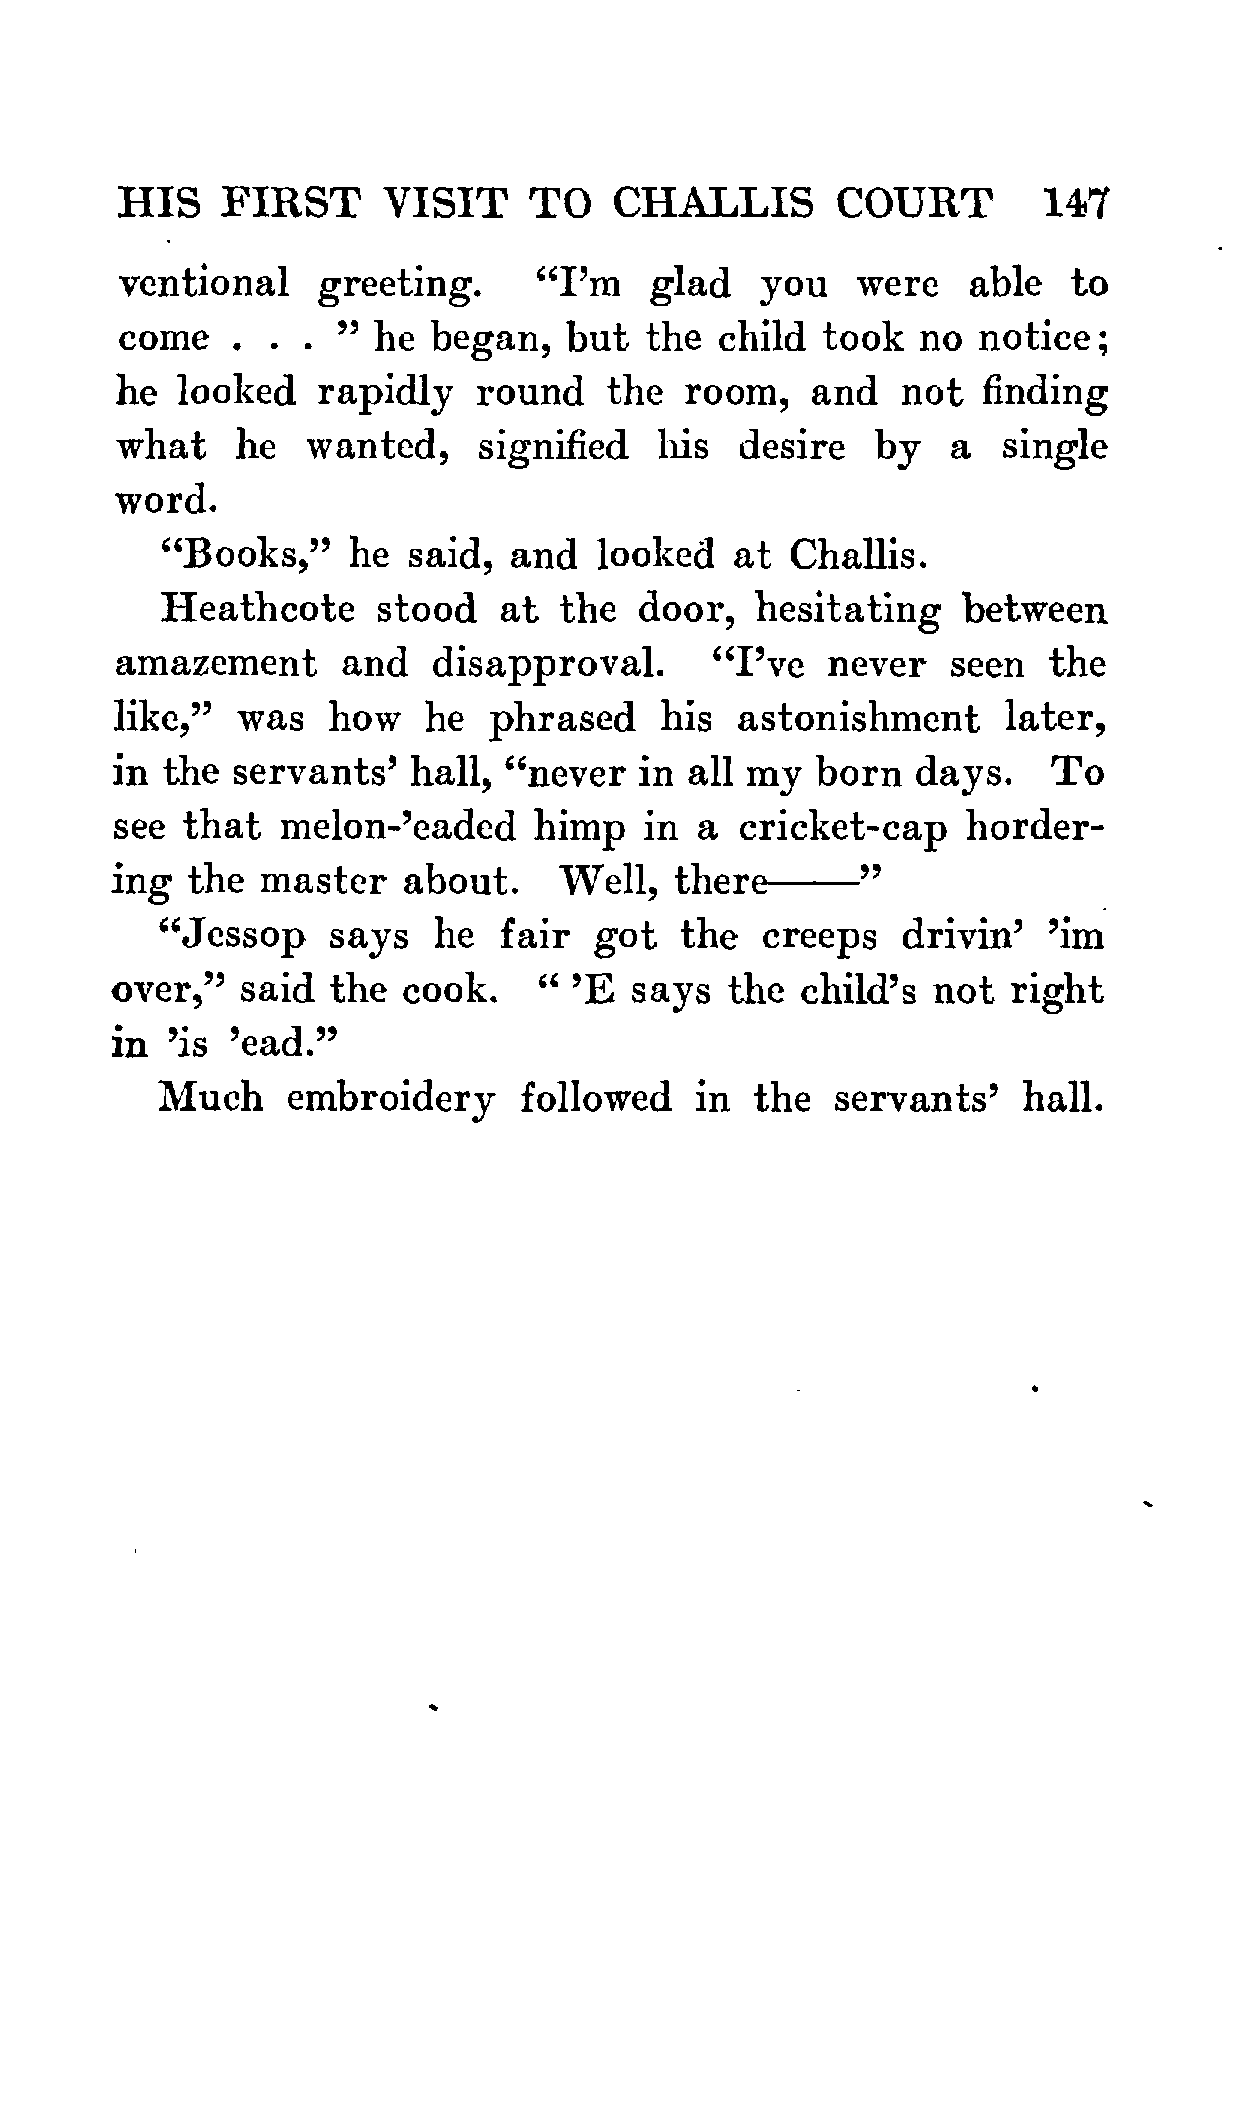 HIS FIRST VISIT TO CHALLIS COURT 147
ventional greeting. “I’m glad you were able to
come . . . ” he began, but the child took no notice;
he looked rapidly round the room, and not finding
what he wanted, signified his desire by a single
word.
“Books,” he said, and looked at Challis.
Heathcote stood at the door, hesitating between
amazement and disapproval. “I’ve never seen the
like,” was how he phrased his astonishment later,
in the servants’ hall, “never in all my born days. To
see that melon-’eaded himp in a cricket-cap horder-
ing the master about. Well, there——”
“Jessop says he fair got the creeps drivin’ ’im
over,” said the cook. “ ’E says the child’s not right
in ’is ’ead.”
Much embroidery followed in the servants’ hall.